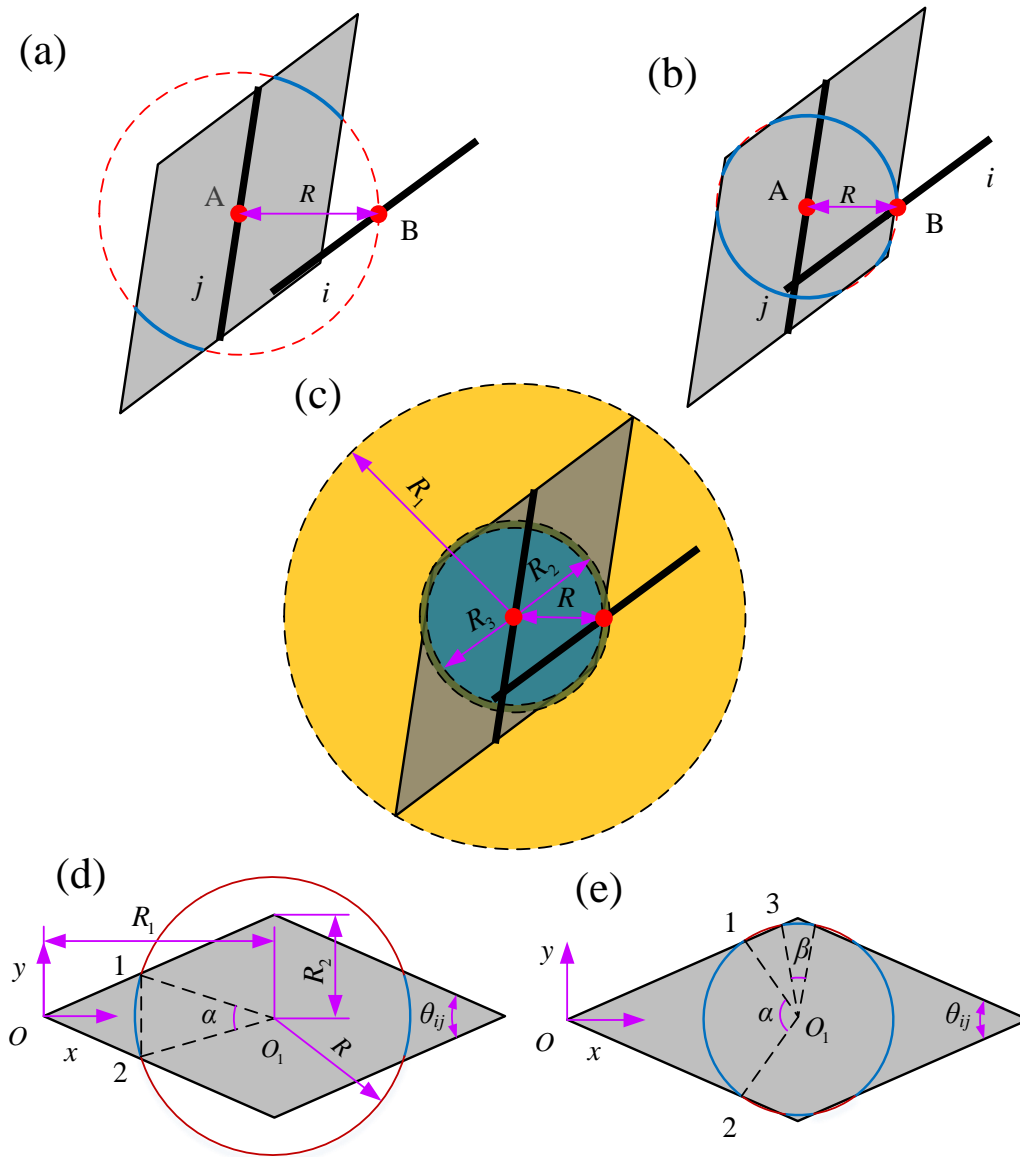 (a)
A
R
B
j
i
(b)
A
R
B
i
j
(c)
R₁
R₂
R
R₃
(d)
R₁
R₂
y
1
α
θᵢⱼ
O
x
2
O₁
R
(e)
1
3
y
β
α
θᵢⱼ
O
x
O₁
2